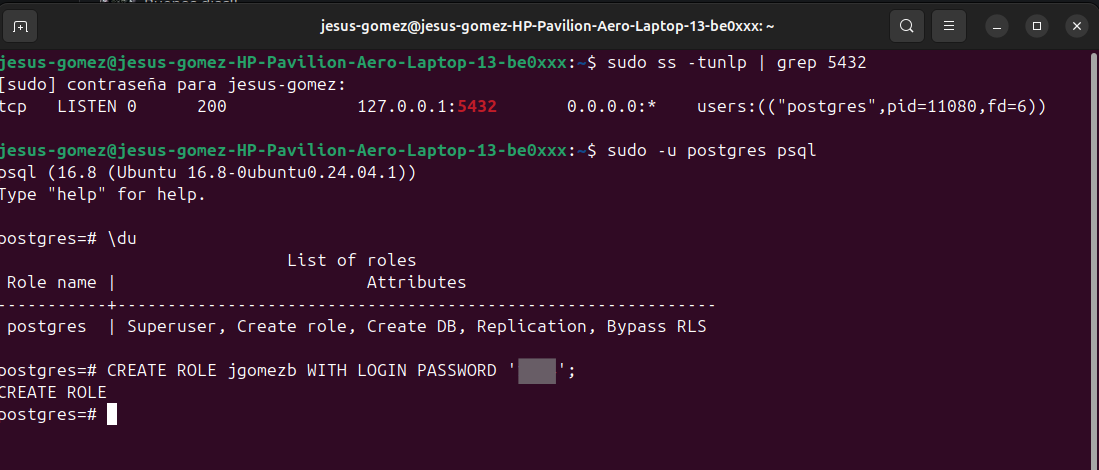 jesus-gomez@jesus-gomez-HP-Pavilion-Aero-Laptop-13-be0xxx: ~
jesus-gomez@jesus-gomez-HP-Pavilion-Aero-Laptop-13-be0xxx:~$ sudo ss -tunlp | grep 5432
[sudo] contraseña para jesus-gomez:
tcp   LISTEN 0      200             127.0.0.1:5432       0.0.0.0:*    users:(("postgres",pid=11080,fd=6))
jesus-gomez@jesus-gomez-HP-Pavilion-Aero-Laptop-13-be0xxx:~$ sudo -u postgres psql
psql (16.8 (Ubuntu 16.8-0ubuntu0.24.04.1))
Type "help" for help.
postgres=# \du
List of roles
Role name |                         Attributes
-----------+------------------------------------------------------------
postgres  | Superuser, Create role, Create DB, Replication, Bypass RLS
postgres=# CREATE ROLE jgomezb WITH LOGIN PASSWORD '    ';
CREATE ROLE
postgres=#